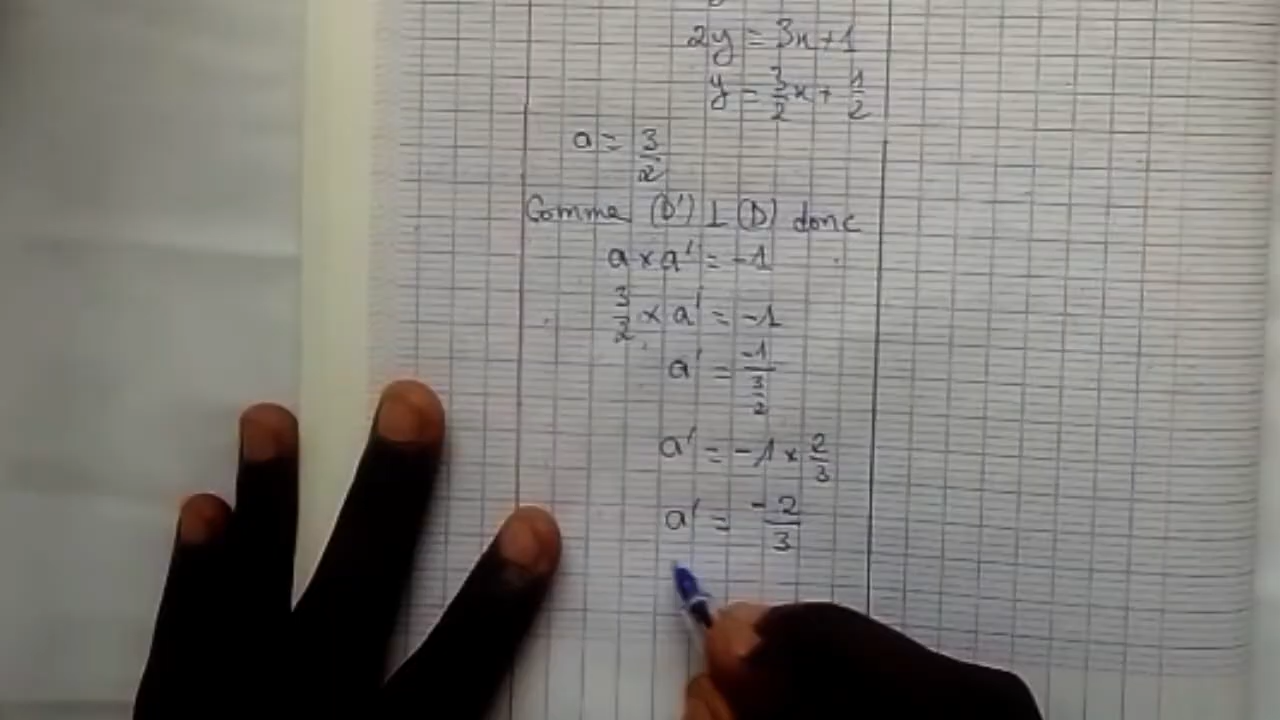 2y = 3x + 1
y = 3/2 x + 1/2
a = 3/2
Comme (D') ⊥ (D) donc
a × a' = -1
3/2 × a' = -1
a' = -1/(3/2)
a' = -1 × 2/3
a' = -2/3